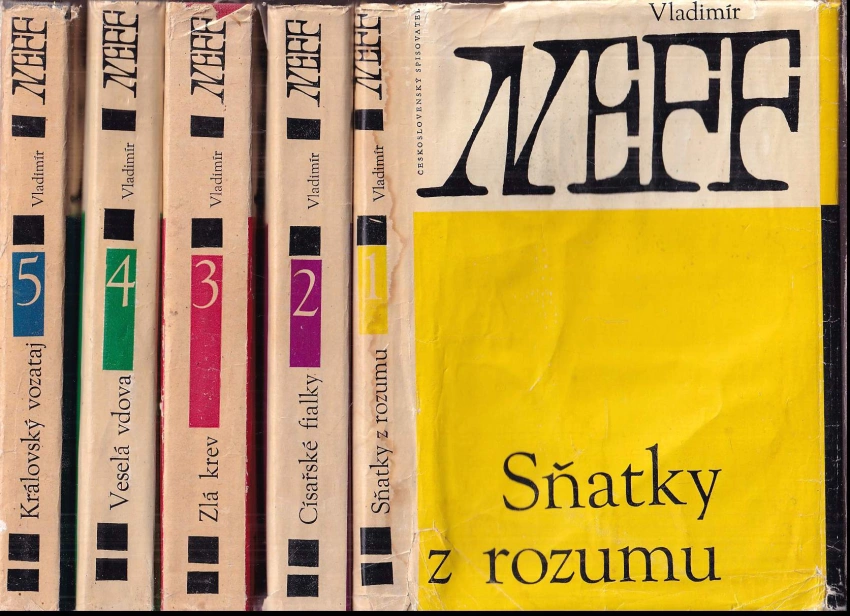 NEFF
Vladimír
5
Královský vozataj
NEFF
Vladimír
4
Veselá vdova
NEFF
Vladimír
3
Zlá krev
NEFF
Vladimír
2
Císařské fialky
NEFF
Vladimír
1
Sňatky z rozumu
ČESKOSLOVENSKÝ SPISOVATEL
Vladimír
NEFF
Sňatky
z rozumu